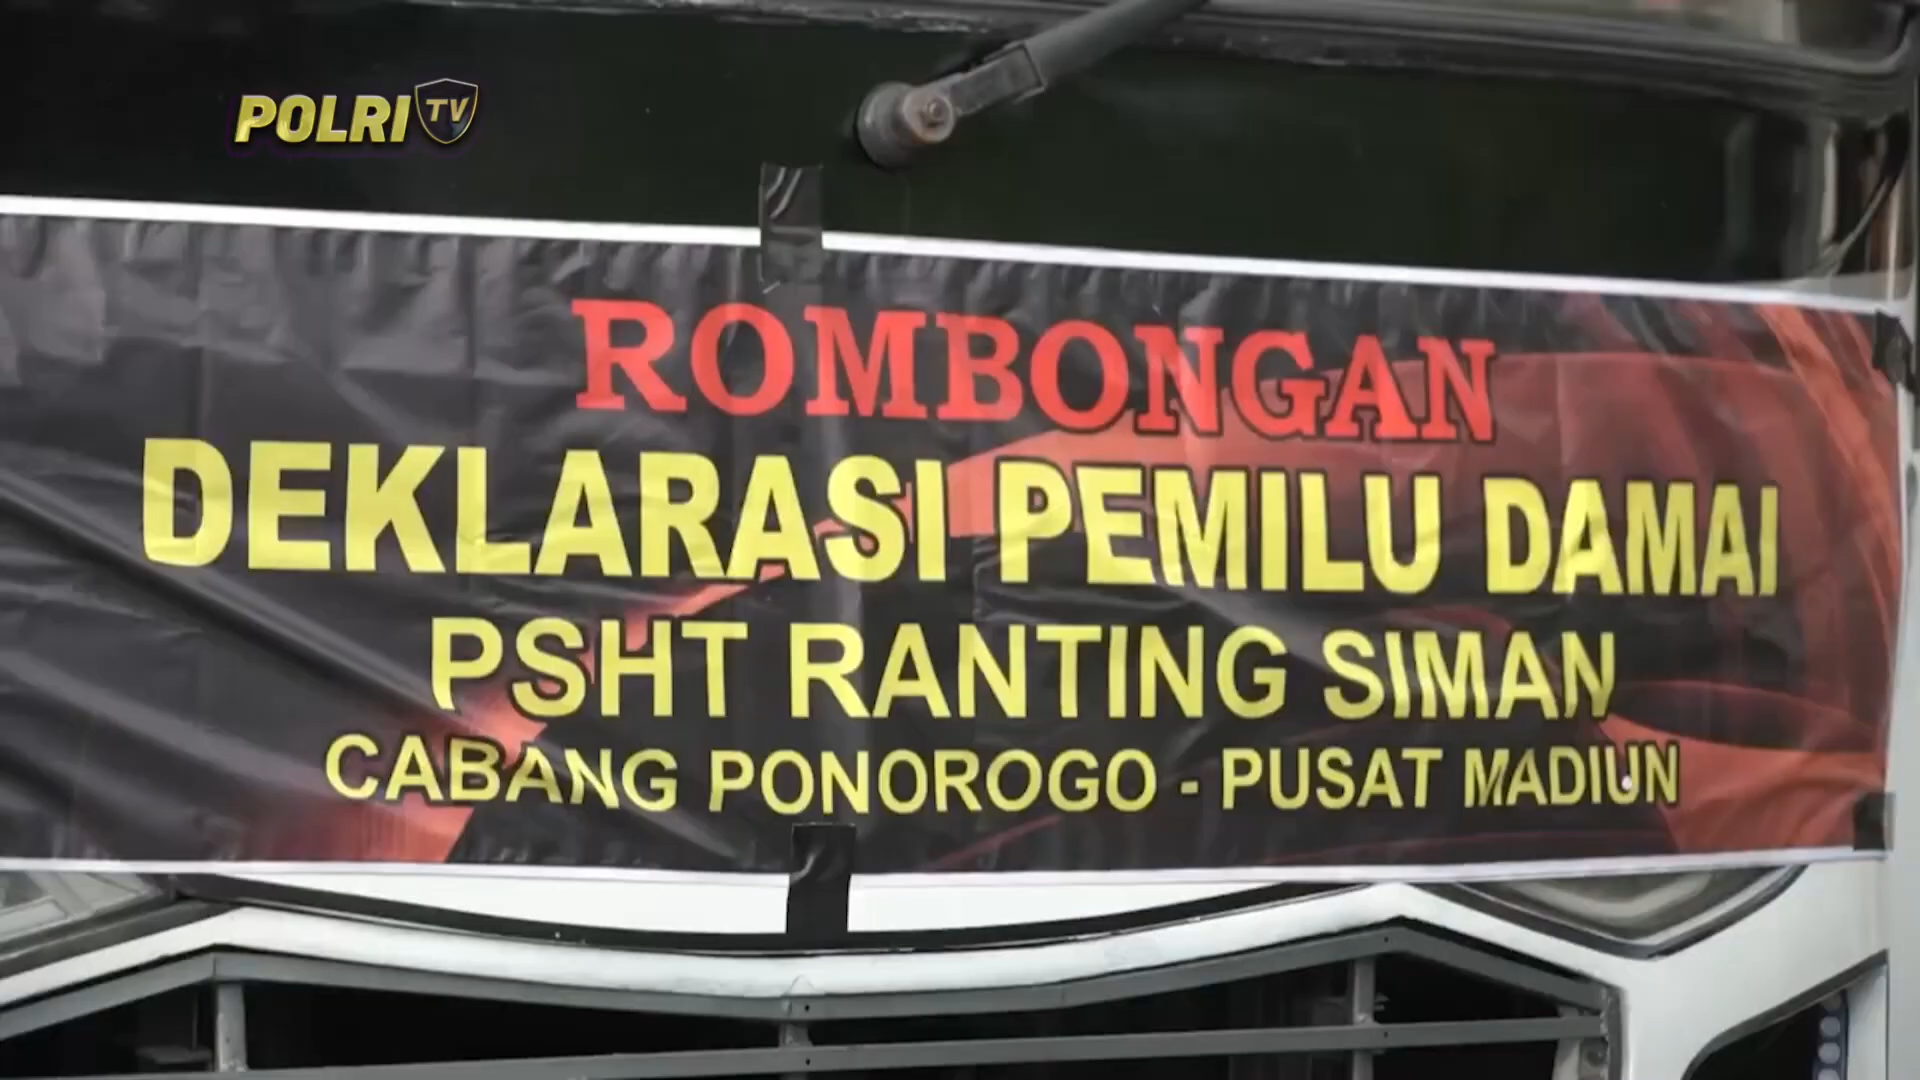 POLRI TV
ROMBONGAN
DEKLARASI PEMILU DAMAI
PSHT RANTING SIMAN
CABANG PONOROGO - PUSAT MADIUN